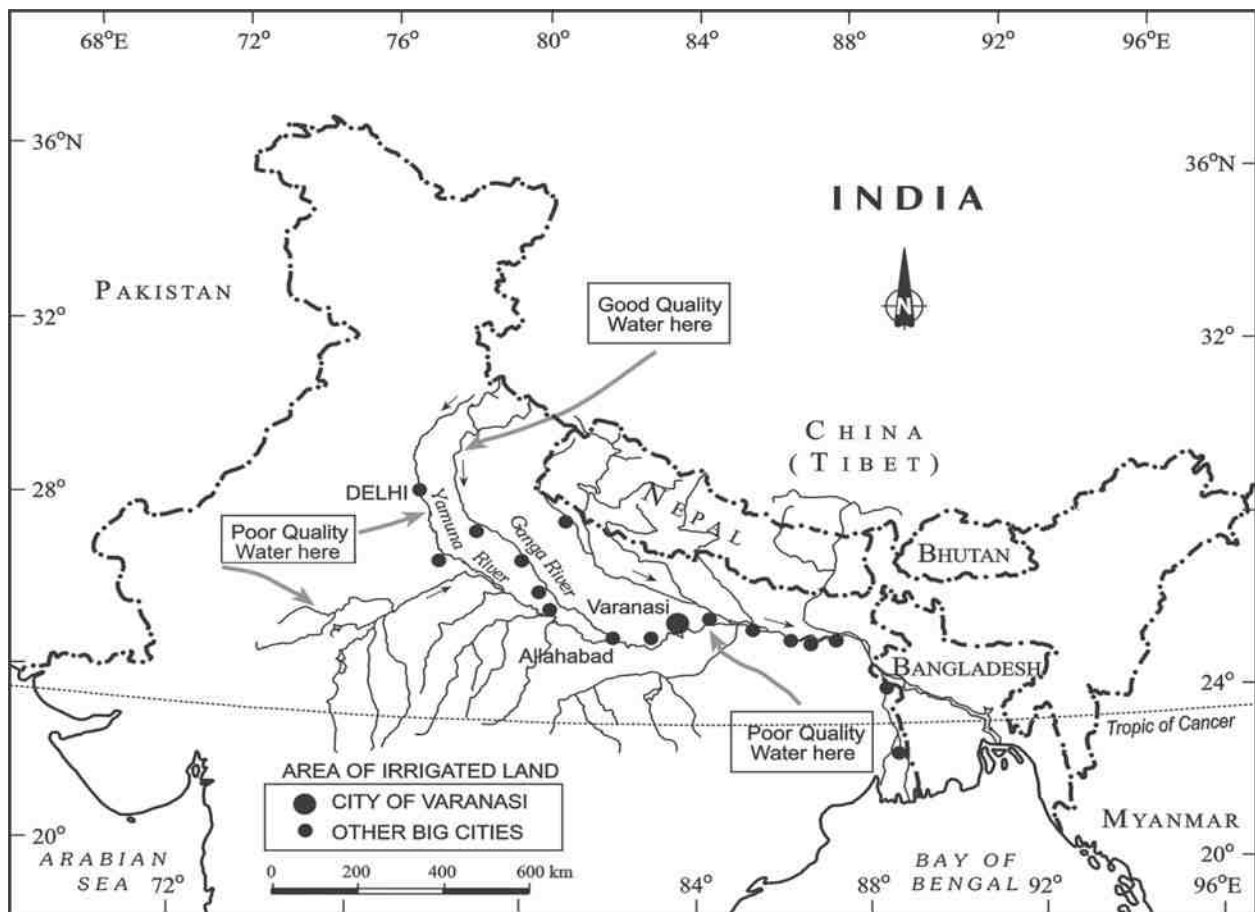 68°E 72° 76° 80° 84° 88° 92° 96°E
36°N
36°N
INDIA
PAKISTAN
N
Good Quality
Water here
32°
32°
CHINA
(TIBET)
28°
DELHI
28°
NEPAL
Poor Quality
Water here
Yamuna River
Ganga River
BHUTAN
Varanasi
Allahabad
BANGLADESH
24°
24°
Tropic of Cancer
Poor Quality
Water here
AREA OF IRRIGATED LAND
CITY OF VARANASI
OTHER BIG CITIES
MYANMAR
20°
20°
ARABIAN
SEA
BAY OF
BENGAL
0 200 400 600 km
72° 84° 88° 92° 96°E